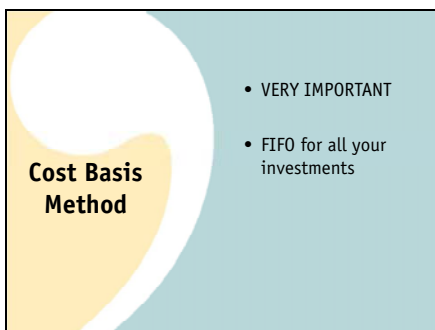 Cost Basis
Method
• VERY IMPORTANT
• FIFO for all your
investments